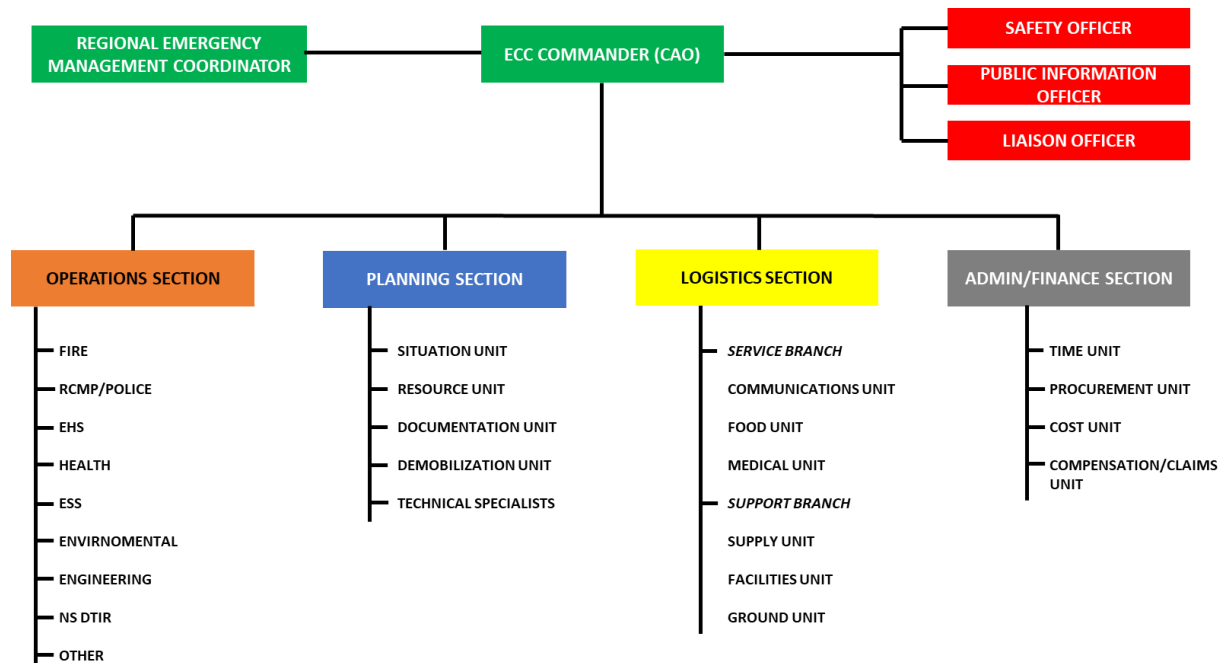 REGIONAL EMERGENCY
MANAGEMENT COORDINATOR
ECC COMMANDER (CAO)
SAFETY OFFICER
PUBLIC INFORMATION
OFFICER
LIAISON OFFICER
OPERATIONS SECTION
FIRE
RCMP/POLICE
EHS
HEALTH
ESS
ENVIRNOMENTAL
ENGINEERING
NS DTIR
OTHER
PLANNING SECTION
SITUATION UNIT
RESOURCE UNIT
DOCUMENTATION UNIT
DEMOBILIZATION UNIT
TECHNICAL SPECIALISTS
LOGISTICS SECTION
SERVICE BRANCH
COMMUNICATIONS UNIT
FOOD UNIT
MEDICAL UNIT
SUPPORT BRANCH
SUPPLY UNIT
FACILITIES UNIT
GROUND UNIT
ADMIN/FINANCE SECTION
TIME UNIT
PROCUREMENT UNIT
COST UNIT
COMPENSATION/CLAIMS
UNIT